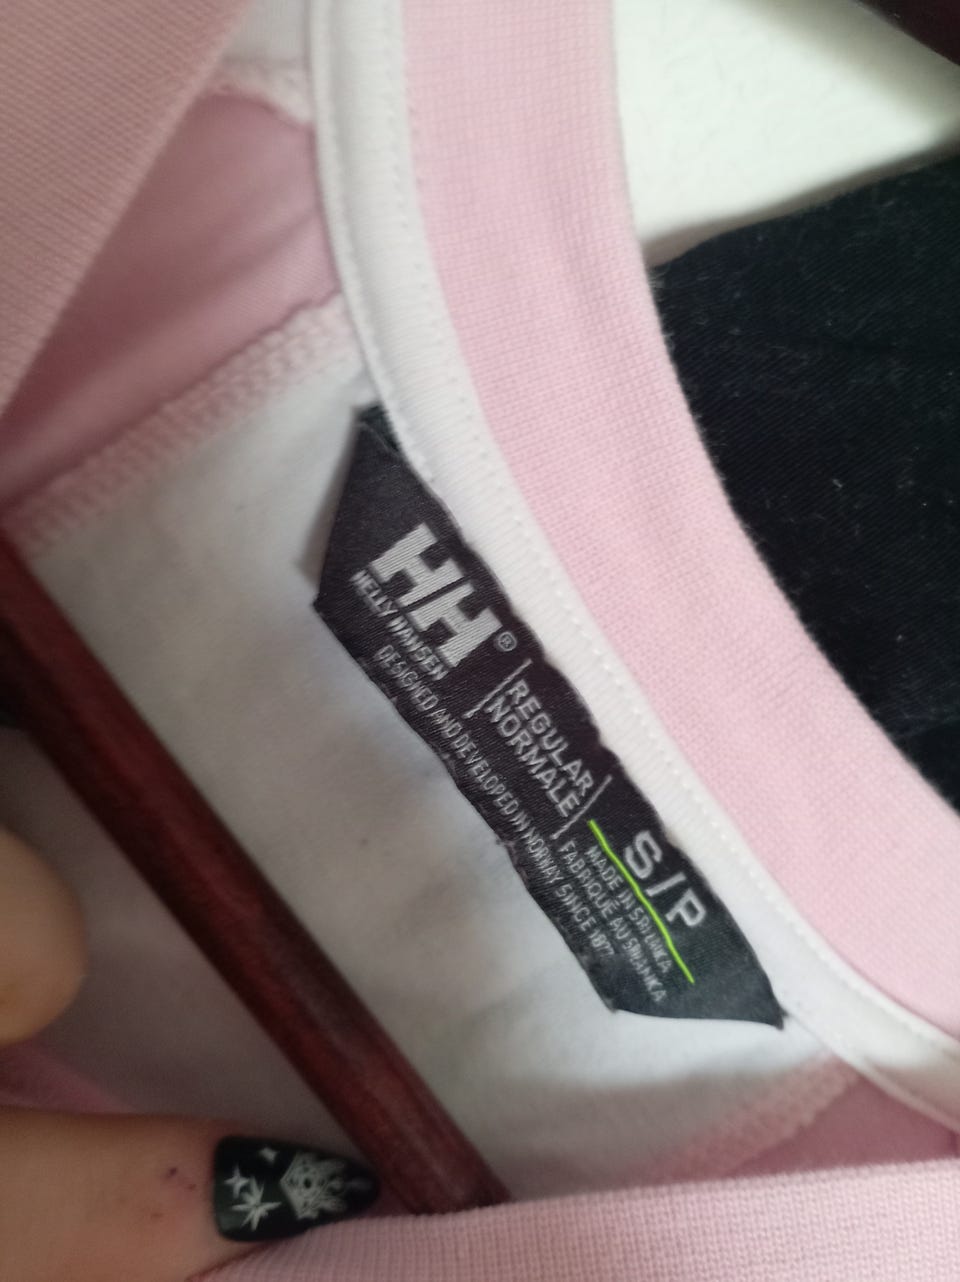 HH®
HELLY HANSEN
DESIGNED AND DEVELOPED IN NORWAY SINCE 1877
REGULAR
NORMALE
S/P
MADE IN SRI LANKA
FABRIQUÉ AU SRI LANKA